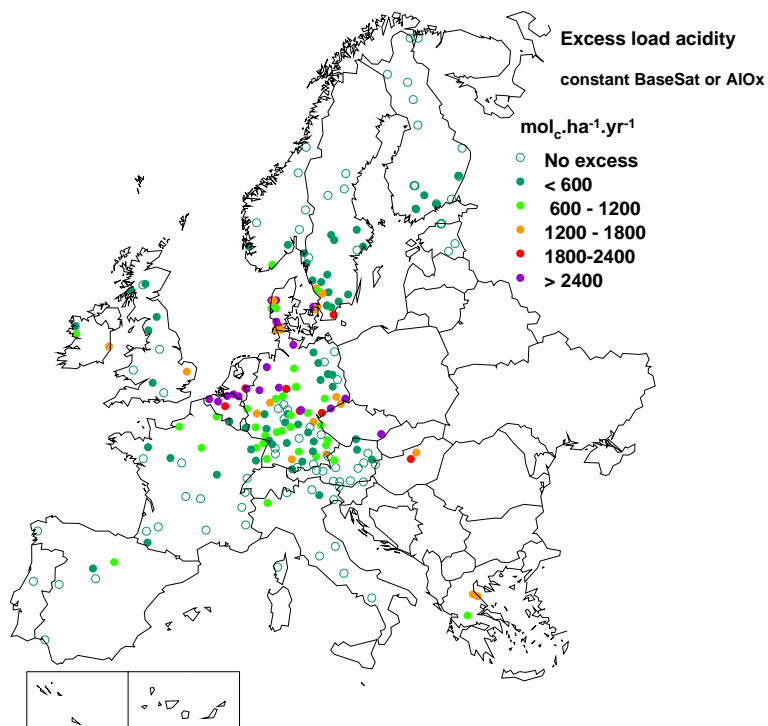 Excess load acidity
constant BaseSat or AlOx
mol_c.ha⁻¹.yr⁻¹
No excess
< 600
600 - 1200
1200 - 1800
1800-2400
> 2400